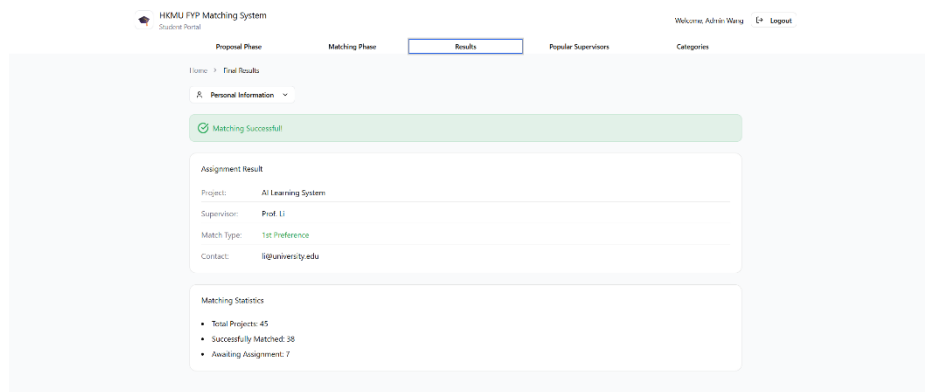 HKMU FYP Matching System
Student Portal
Welcome, Admin Wang
Logout
Proposal Phase Matching Phase Results Popular Supervisors Categories
Home > Final Results
Personal Information
Matching Successful!
Assignment Result
Project: AI Learning System
Supervisor: Prof. Li
Match Type: 1st Preference
Contact: li@university.edu
Matching Statistics
• Total Projects: 45
• Successfully Matched: 38
• Awaiting Assignment: 7